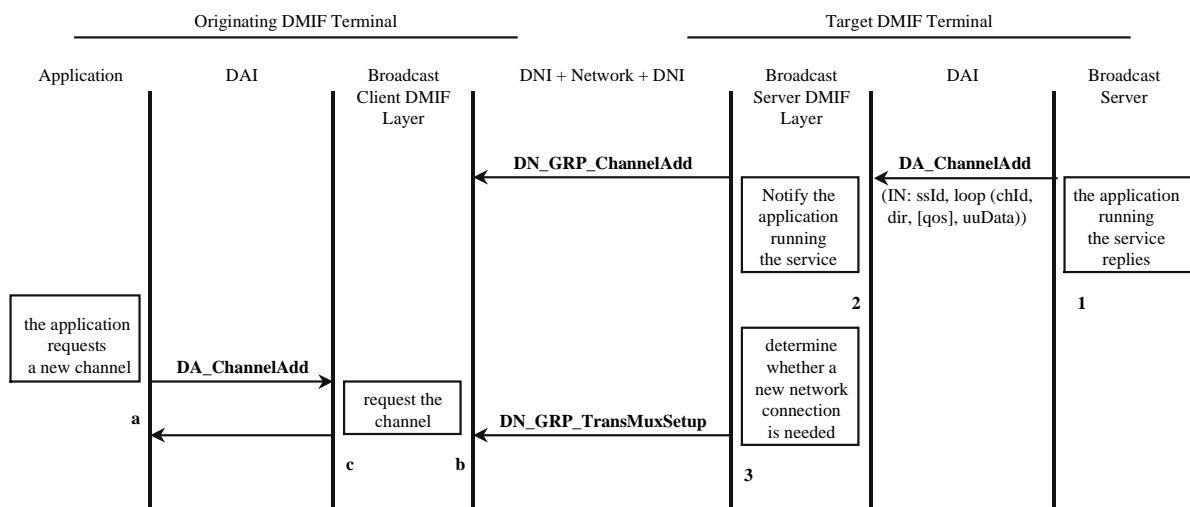 Originating DMIF Terminal
Target DMIF Terminal
Application
DAI
Broadcast
Client DMIF
Layer
DNI + Network + DNI
Broadcast
Server DMIF
Layer
DAI
Broadcast
Server
DN_GRP_ChannelAdd
DA_ChannelAdd
(IN: ssId, loop (chId,
dir, [qos], uuData))
Notify the
application
running
the service
the application
running
the service
replies
2
1
the application
requests
a new channel
DA_ChannelAdd
a
request the
channel
DN_GRP_TransMuxSetup
determine
whether a
new network
connection
is needed
c
b
3